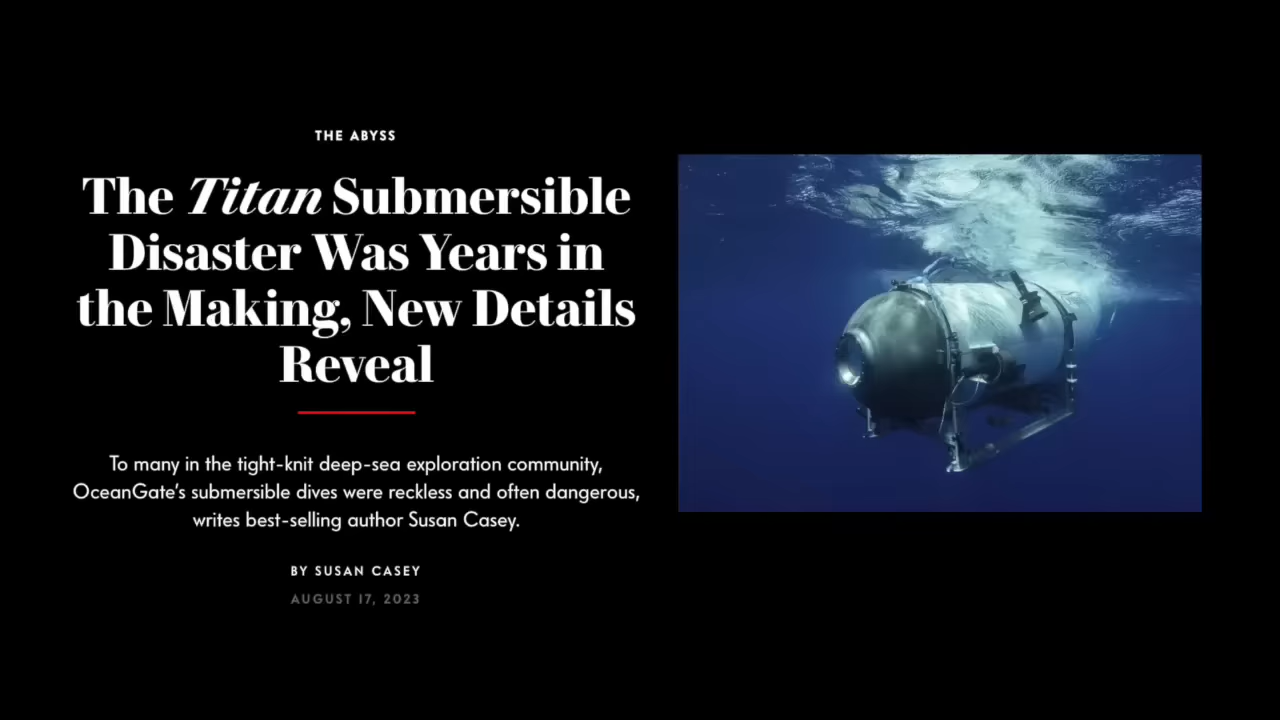 THE ABYSS
The Titan Submersible
Disaster Was Years in
the Making, New Details
Reveal
To many in the tight-knit deep-sea exploration community,
OceanGate's submersible dives were reckless and often dangerous,
writes best-selling author Susan Casey.
BY SUSAN CASEY
AUGUST 17, 2023